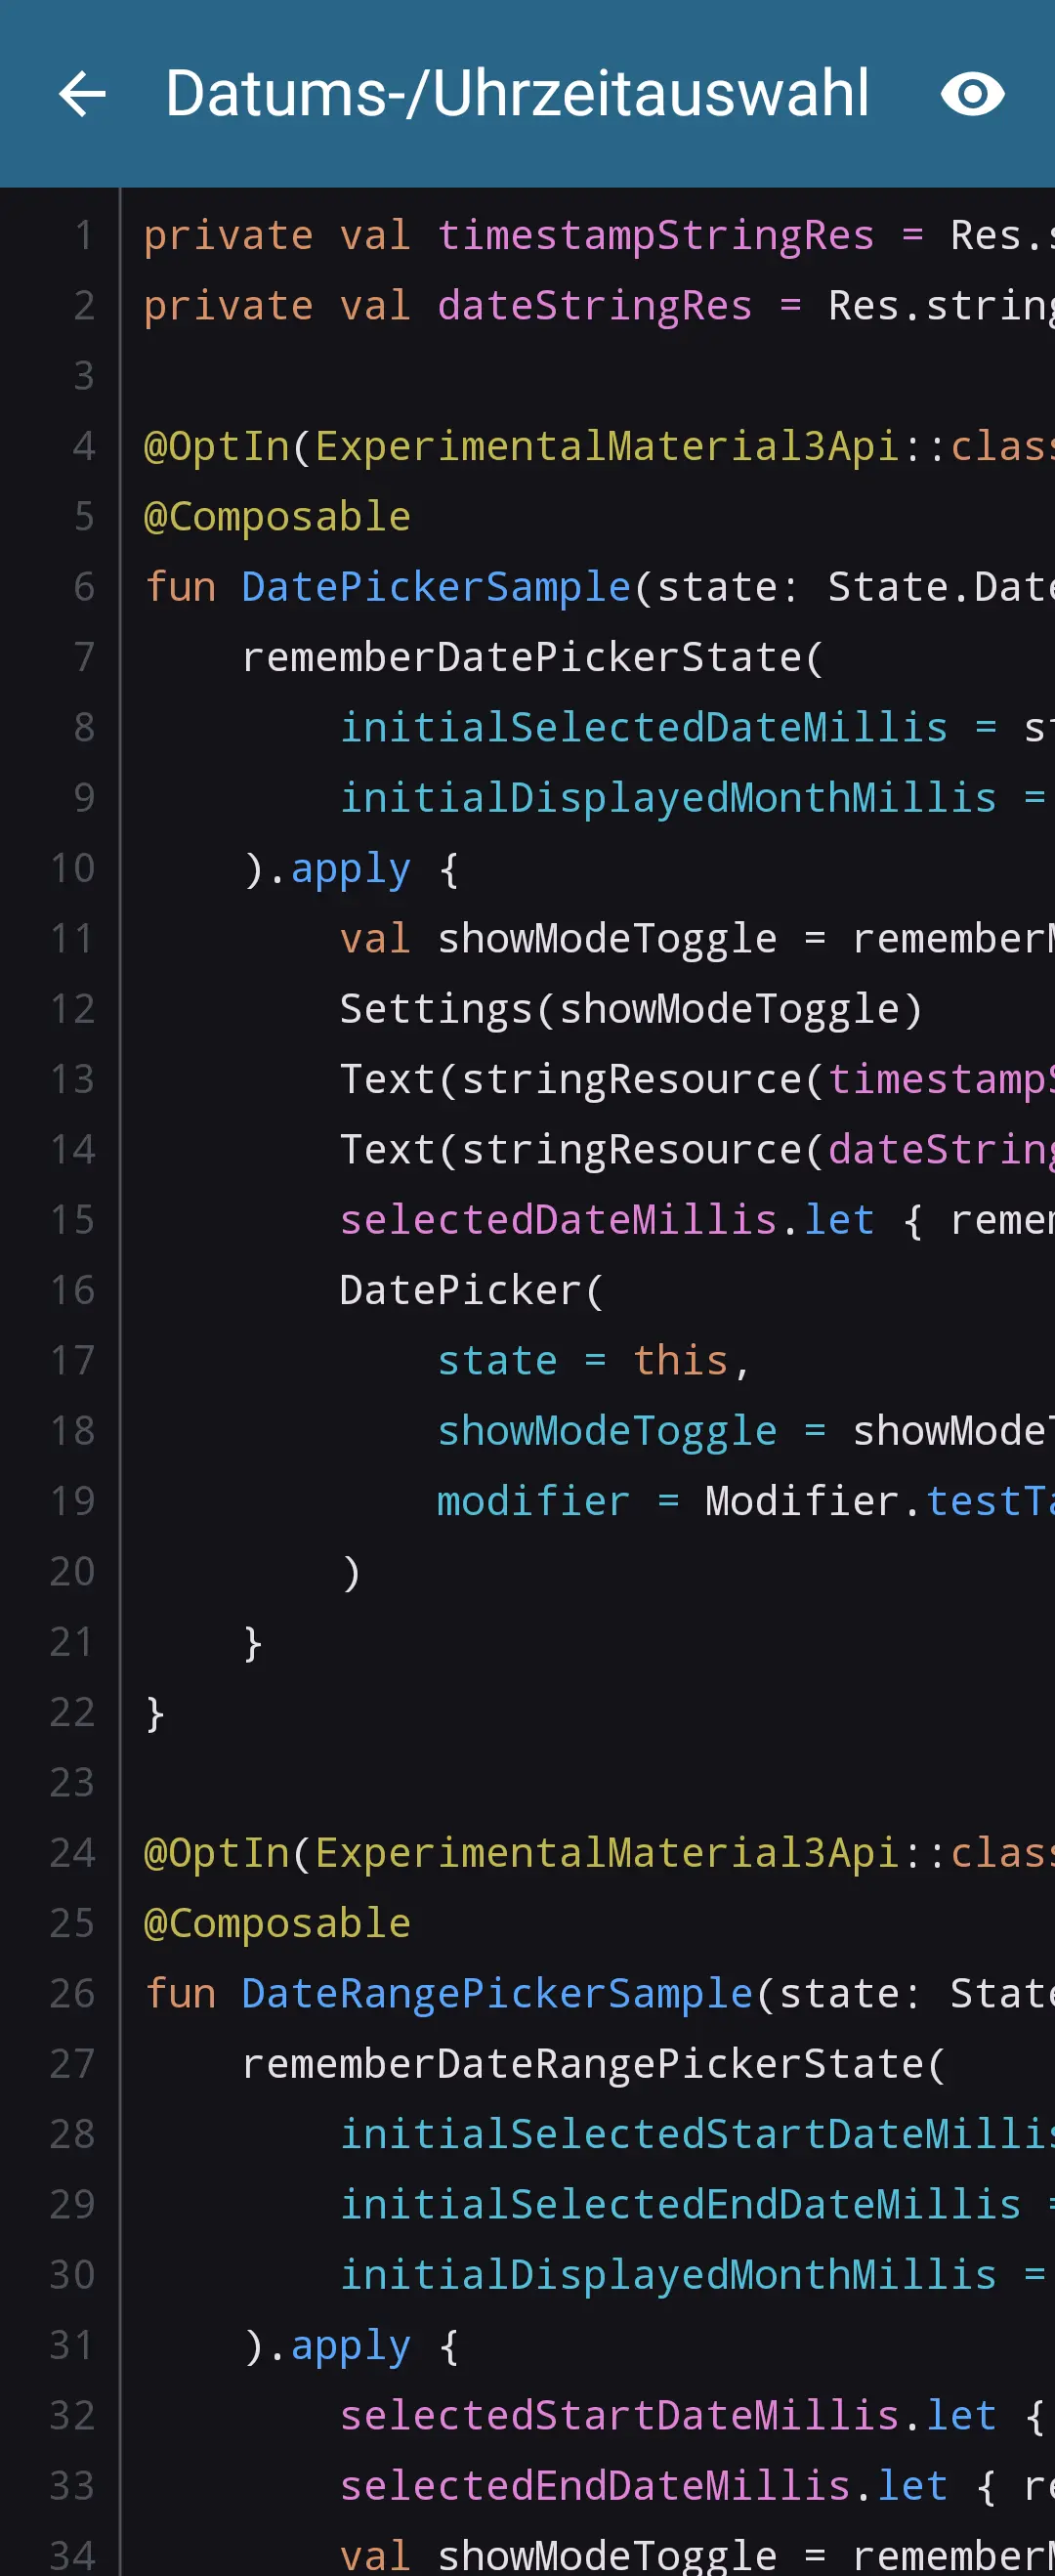 Datums-/Uhrzeitauswahl
1 private val timestampStringRes = Res.s
2 private val dateStringRes = Res.string
3
4 @OptIn(ExperimentalMaterial3Api::class
5 @Composable
6 fun DatePickerSample(state: State.Date
7 rememberDatePickerState(
8 initialSelectedDateMillis = st
9 initialDisplayedMonthMillis =
10 ).apply {
11 val showModeToggle = rememberM
12 Settings(showModeToggle)
13 Text(stringResource(timestampS
14 Text(stringResource(dateString
15 selectedDateMillis.let { remem
16 DatePicker(
17 state = this,
18 showModeToggle = showModeT
19 modifier = Modifier.testTa
20 )
21 }
22 }
23
24 @OptIn(ExperimentalMaterial3Api::class
25 @Composable
26 fun DateRangePickerSample(state: State
27 rememberDateRangePickerState(
28 initialSelectedStartDateMillis
29 initialSelectedEndDateMillis =
30 initialDisplayedMonthMillis =
31 ).apply {
32 selectedStartDateMillis.let {
33 selectedEndDateMillis.let { re
34 val showModeToggle = rememberM